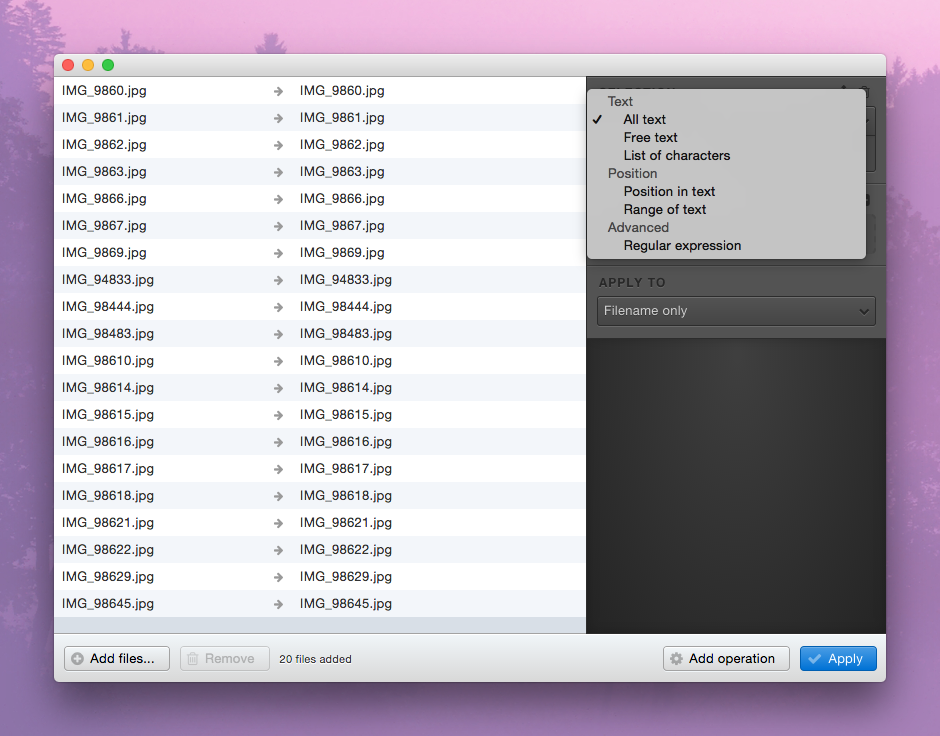 IMG_9860.jpg → IMG_9860.jpg
IMG_9861.jpg → IMG_9861.jpg
IMG_9862.jpg → IMG_9862.jpg
IMG_9863.jpg → IMG_9863.jpg
IMG_9866.jpg → IMG_9866.jpg
IMG_9867.jpg → IMG_9867.jpg
IMG_9869.jpg → IMG_9869.jpg
IMG_94833.jpg → IMG_94833.jpg
IMG_98444.jpg → IMG_98444.jpg
IMG_98483.jpg → IMG_98483.jpg
IMG_98610.jpg → IMG_98610.jpg
IMG_98614.jpg → IMG_98614.jpg
IMG_98615.jpg → IMG_98615.jpg
IMG_98616.jpg → IMG_98616.jpg
IMG_98617.jpg → IMG_98617.jpg
IMG_98618.jpg → IMG_98618.jpg
IMG_98621.jpg → IMG_98621.jpg
IMG_98622.jpg → IMG_98622.jpg
IMG_98629.jpg → IMG_98629.jpg
IMG_98645.jpg → IMG_98645.jpg
Text
✓ All text
Free text
List of characters
Position
Position in text
Range of text
Advanced
Regular expression
APPLY TO
Filename only
Add files...
Remove
20 files added
Add operation
Apply